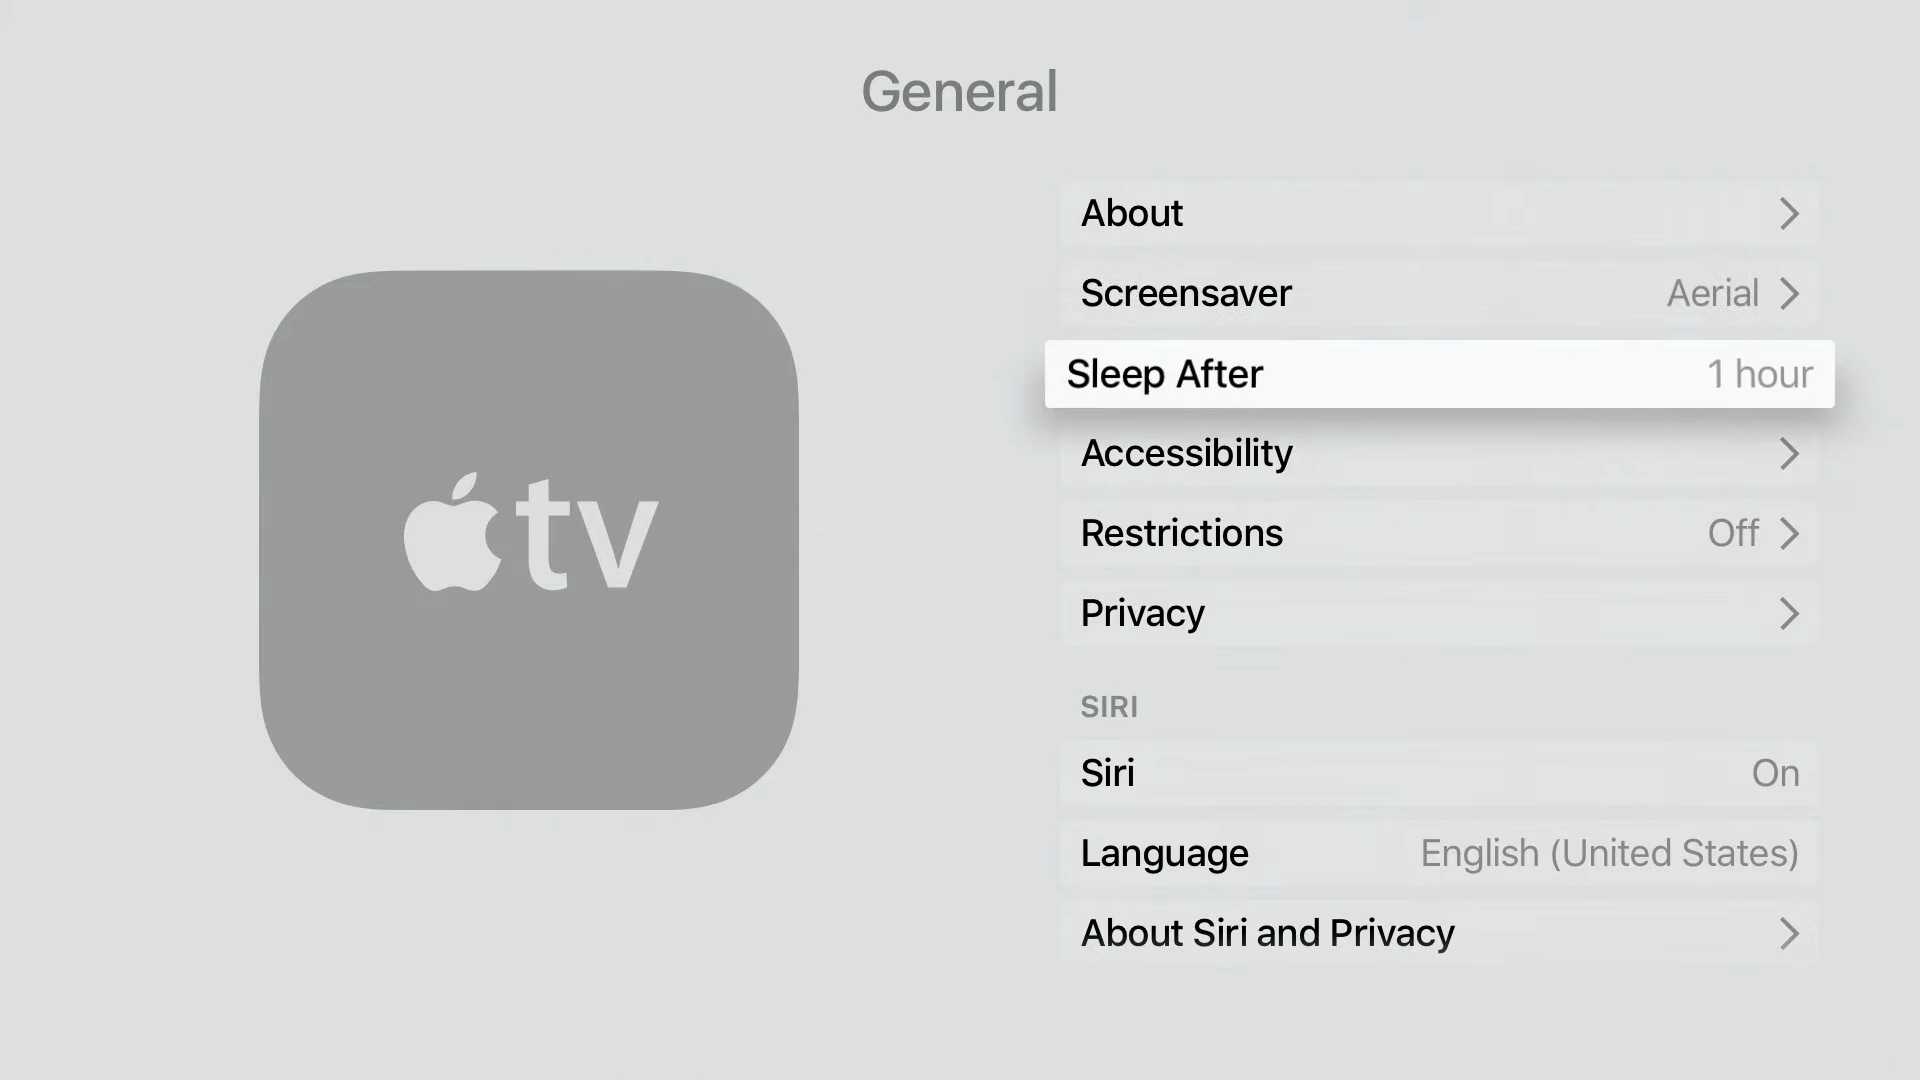 General
tv
About
Screensaver Aerial
Sleep After 1 hour
Accessibility
Restrictions Off
Privacy
SIRI
Siri On
Language English (United States)
About Siri and Privacy